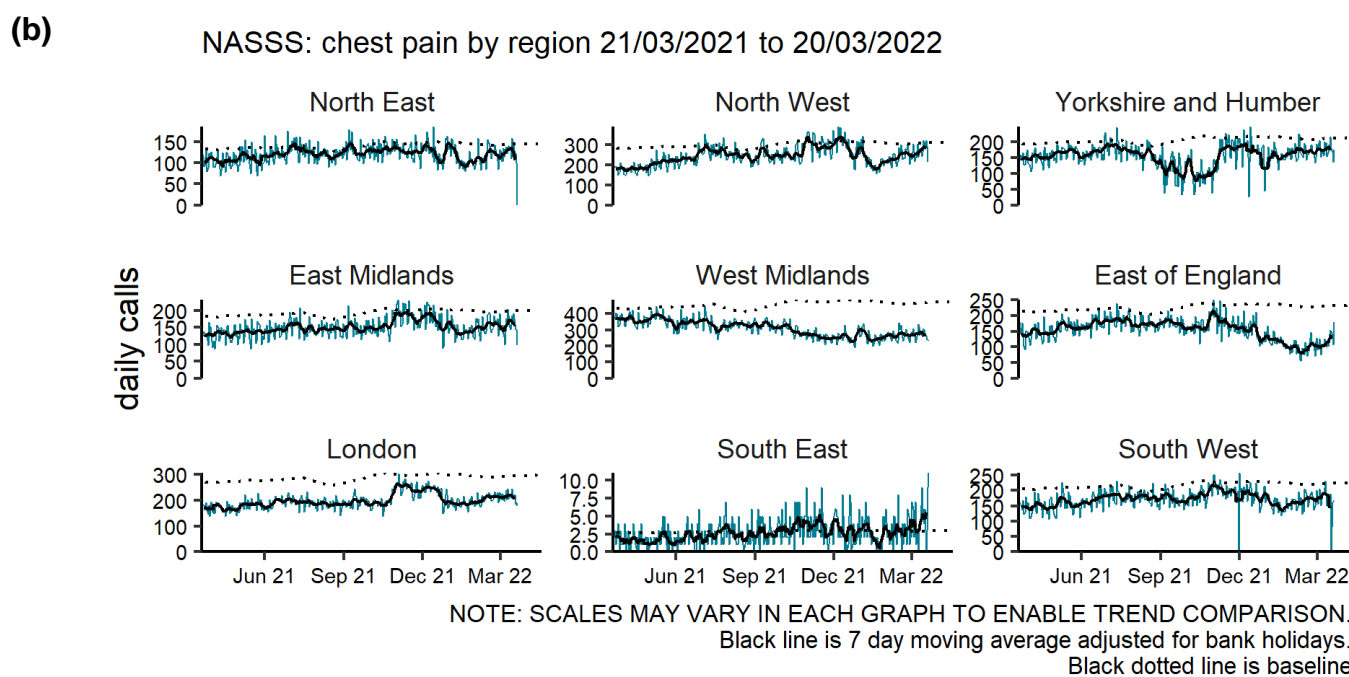 (b)
NASSS: chest pain by region 21/03/2021 to 20/03/2022
daily calls
North East
150
100
50
0
North West
300
200
100
0
Yorkshire and Humber
200
150
100
50
0
East Midlands
200
150
100
50
0
West Midlands
400
300
200
100
0
East of England
250
200
150
100
50
0
London
300
200
100
0
Jun 21 Sep 21 Dec 21 Mar 22
South East
10.0
7.5
5.0
2.5
0.0
Jun 21 Sep 21 Dec 21 Mar 22
South West
250
200
150
100
50
0
Jun 21 Sep 21 Dec 21 Mar 22
NOTE: SCALES MAY VARY IN EACH GRAPH TO ENABLE TREND COMPARISON.
Black line is 7 day moving average adjusted for bank holidays.
Black dotted line is baseline